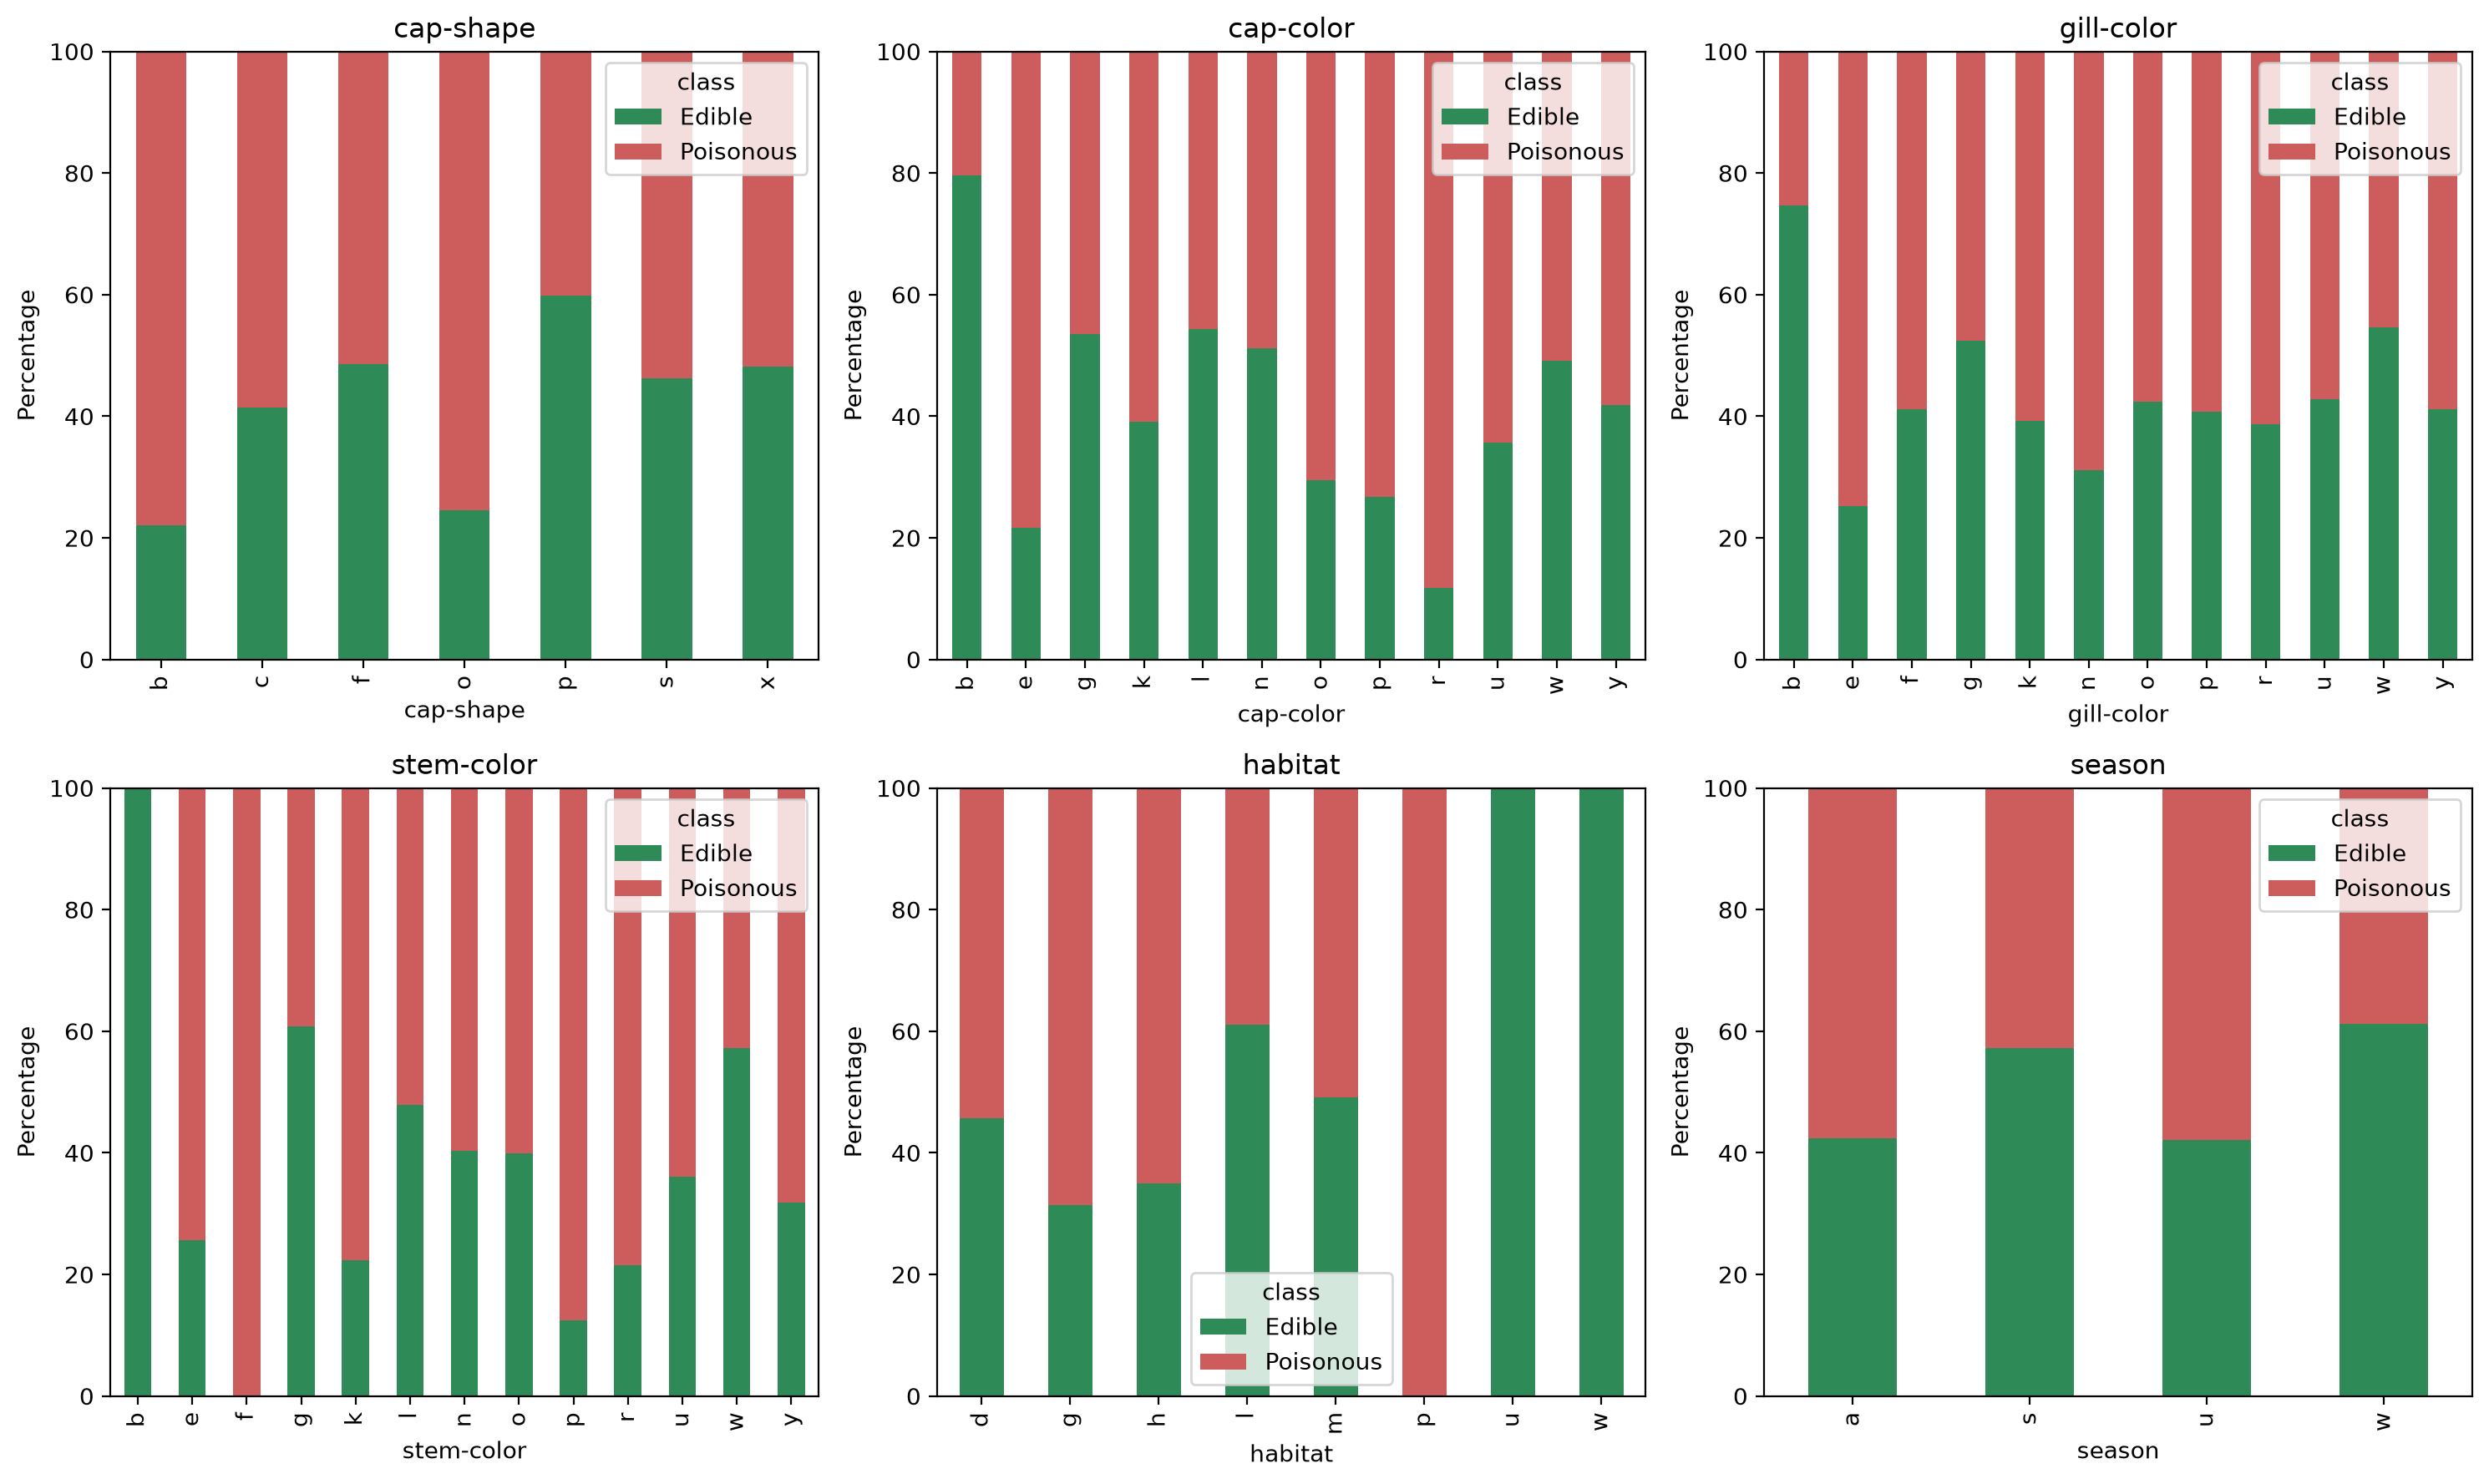 cap-shape
Percentage
100
80
60
40
20
0
class
Edible
Poisonous
b c f o p s x
cap-shape
cap-color
Percentage
100
80
60
40
20
0
class
Edible
Poisonous
b e g k l n o p r u w y
cap-color
gill-color
Percentage
100
80
60
40
20
0
class
Edible
Poisonous
b e f g k n o p r u w y
gill-color
stem-color
Percentage
100
80
60
40
20
0
class
Edible
Poisonous
b e f g k l n o p r u w y
stem-color
habitat
Percentage
100
80
60
40
20
0
class
Edible
Poisonous
d g h l m p u w
habitat
season
Percentage
100
80
60
40
20
0
class
Edible
Poisonous
a s u w
season